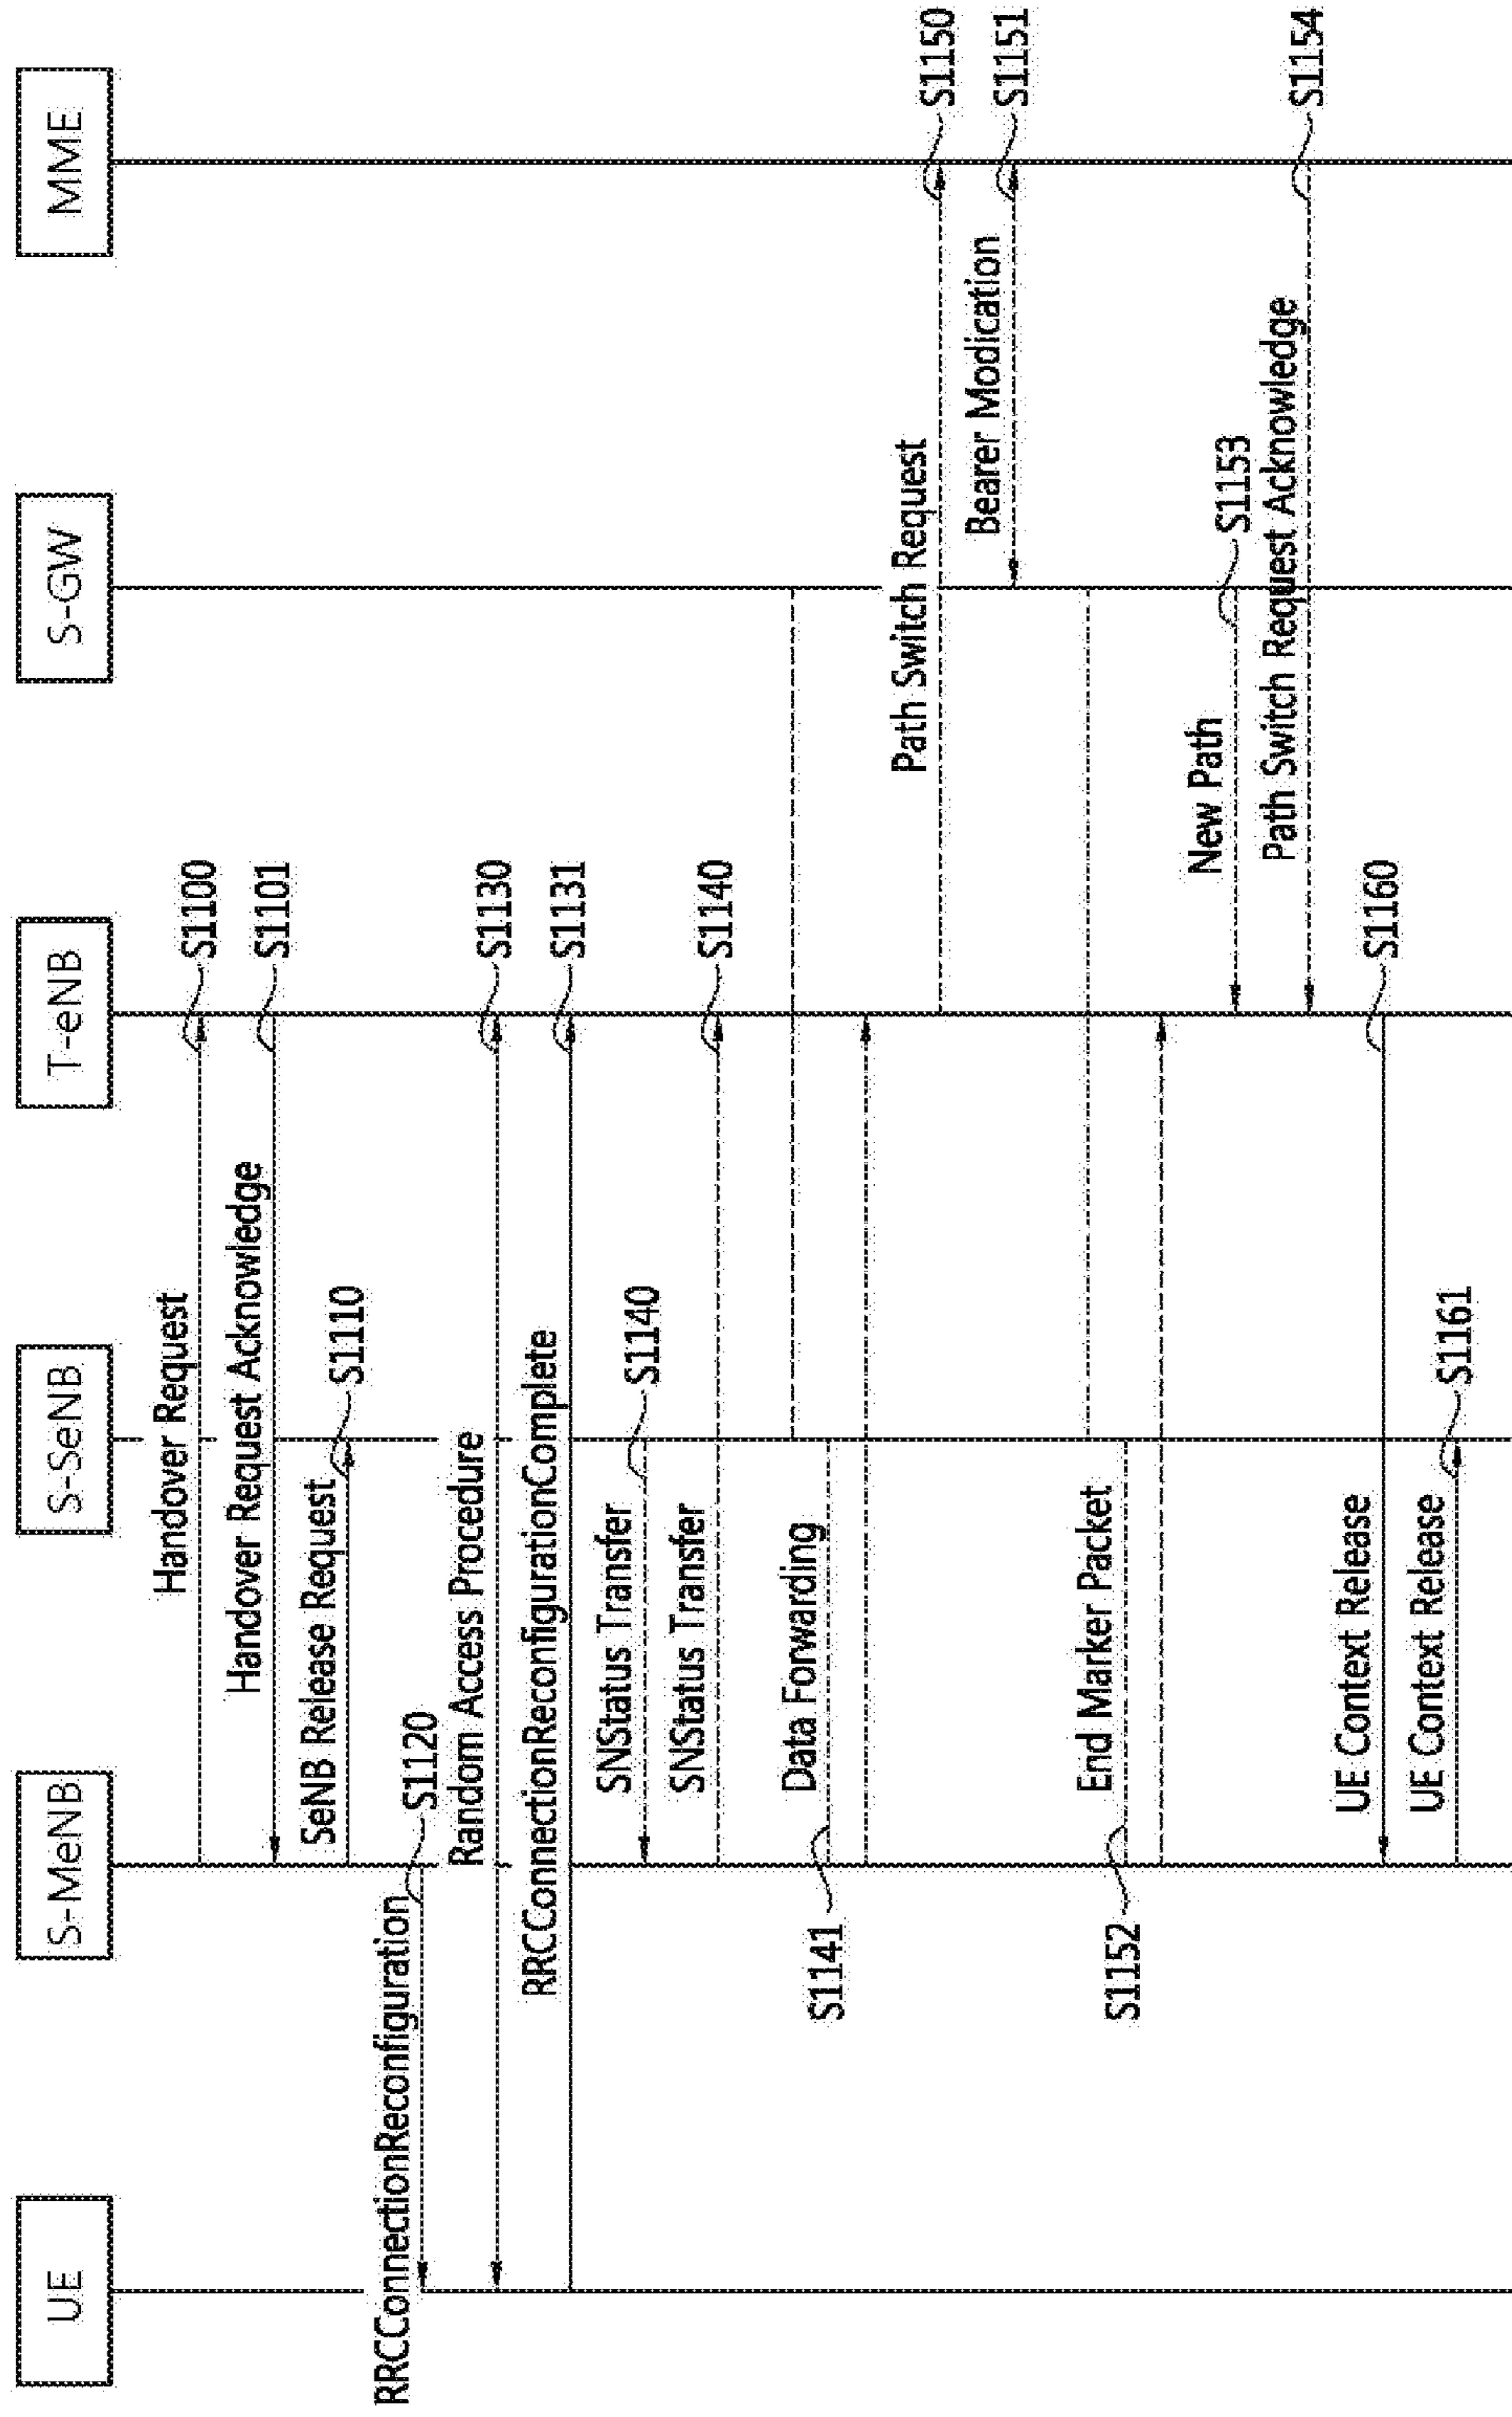 UE
S-MeNB
S-SeNB
T-eNB
S-GW
MME
Handover Request
S1100
Handover Request Acknowledge
S1101
SeNB Release Request
S1110
RRCConnectionReconfiguration
S1120
Random Access Procedure
S1130
RRCConnectionReconfigurationComplete
S1131
SNStatus Transfer
S1140
SNStatus Transfer
S1140
Data Forwarding
S1141
Path Switch Request
S1150
Bearer Modication
S1151
End Marker Packet
S1152
New Path
S1153
Path Switch Request Acknowledge
S1154
UE Context Release
S1160
UE Context Release
S1161